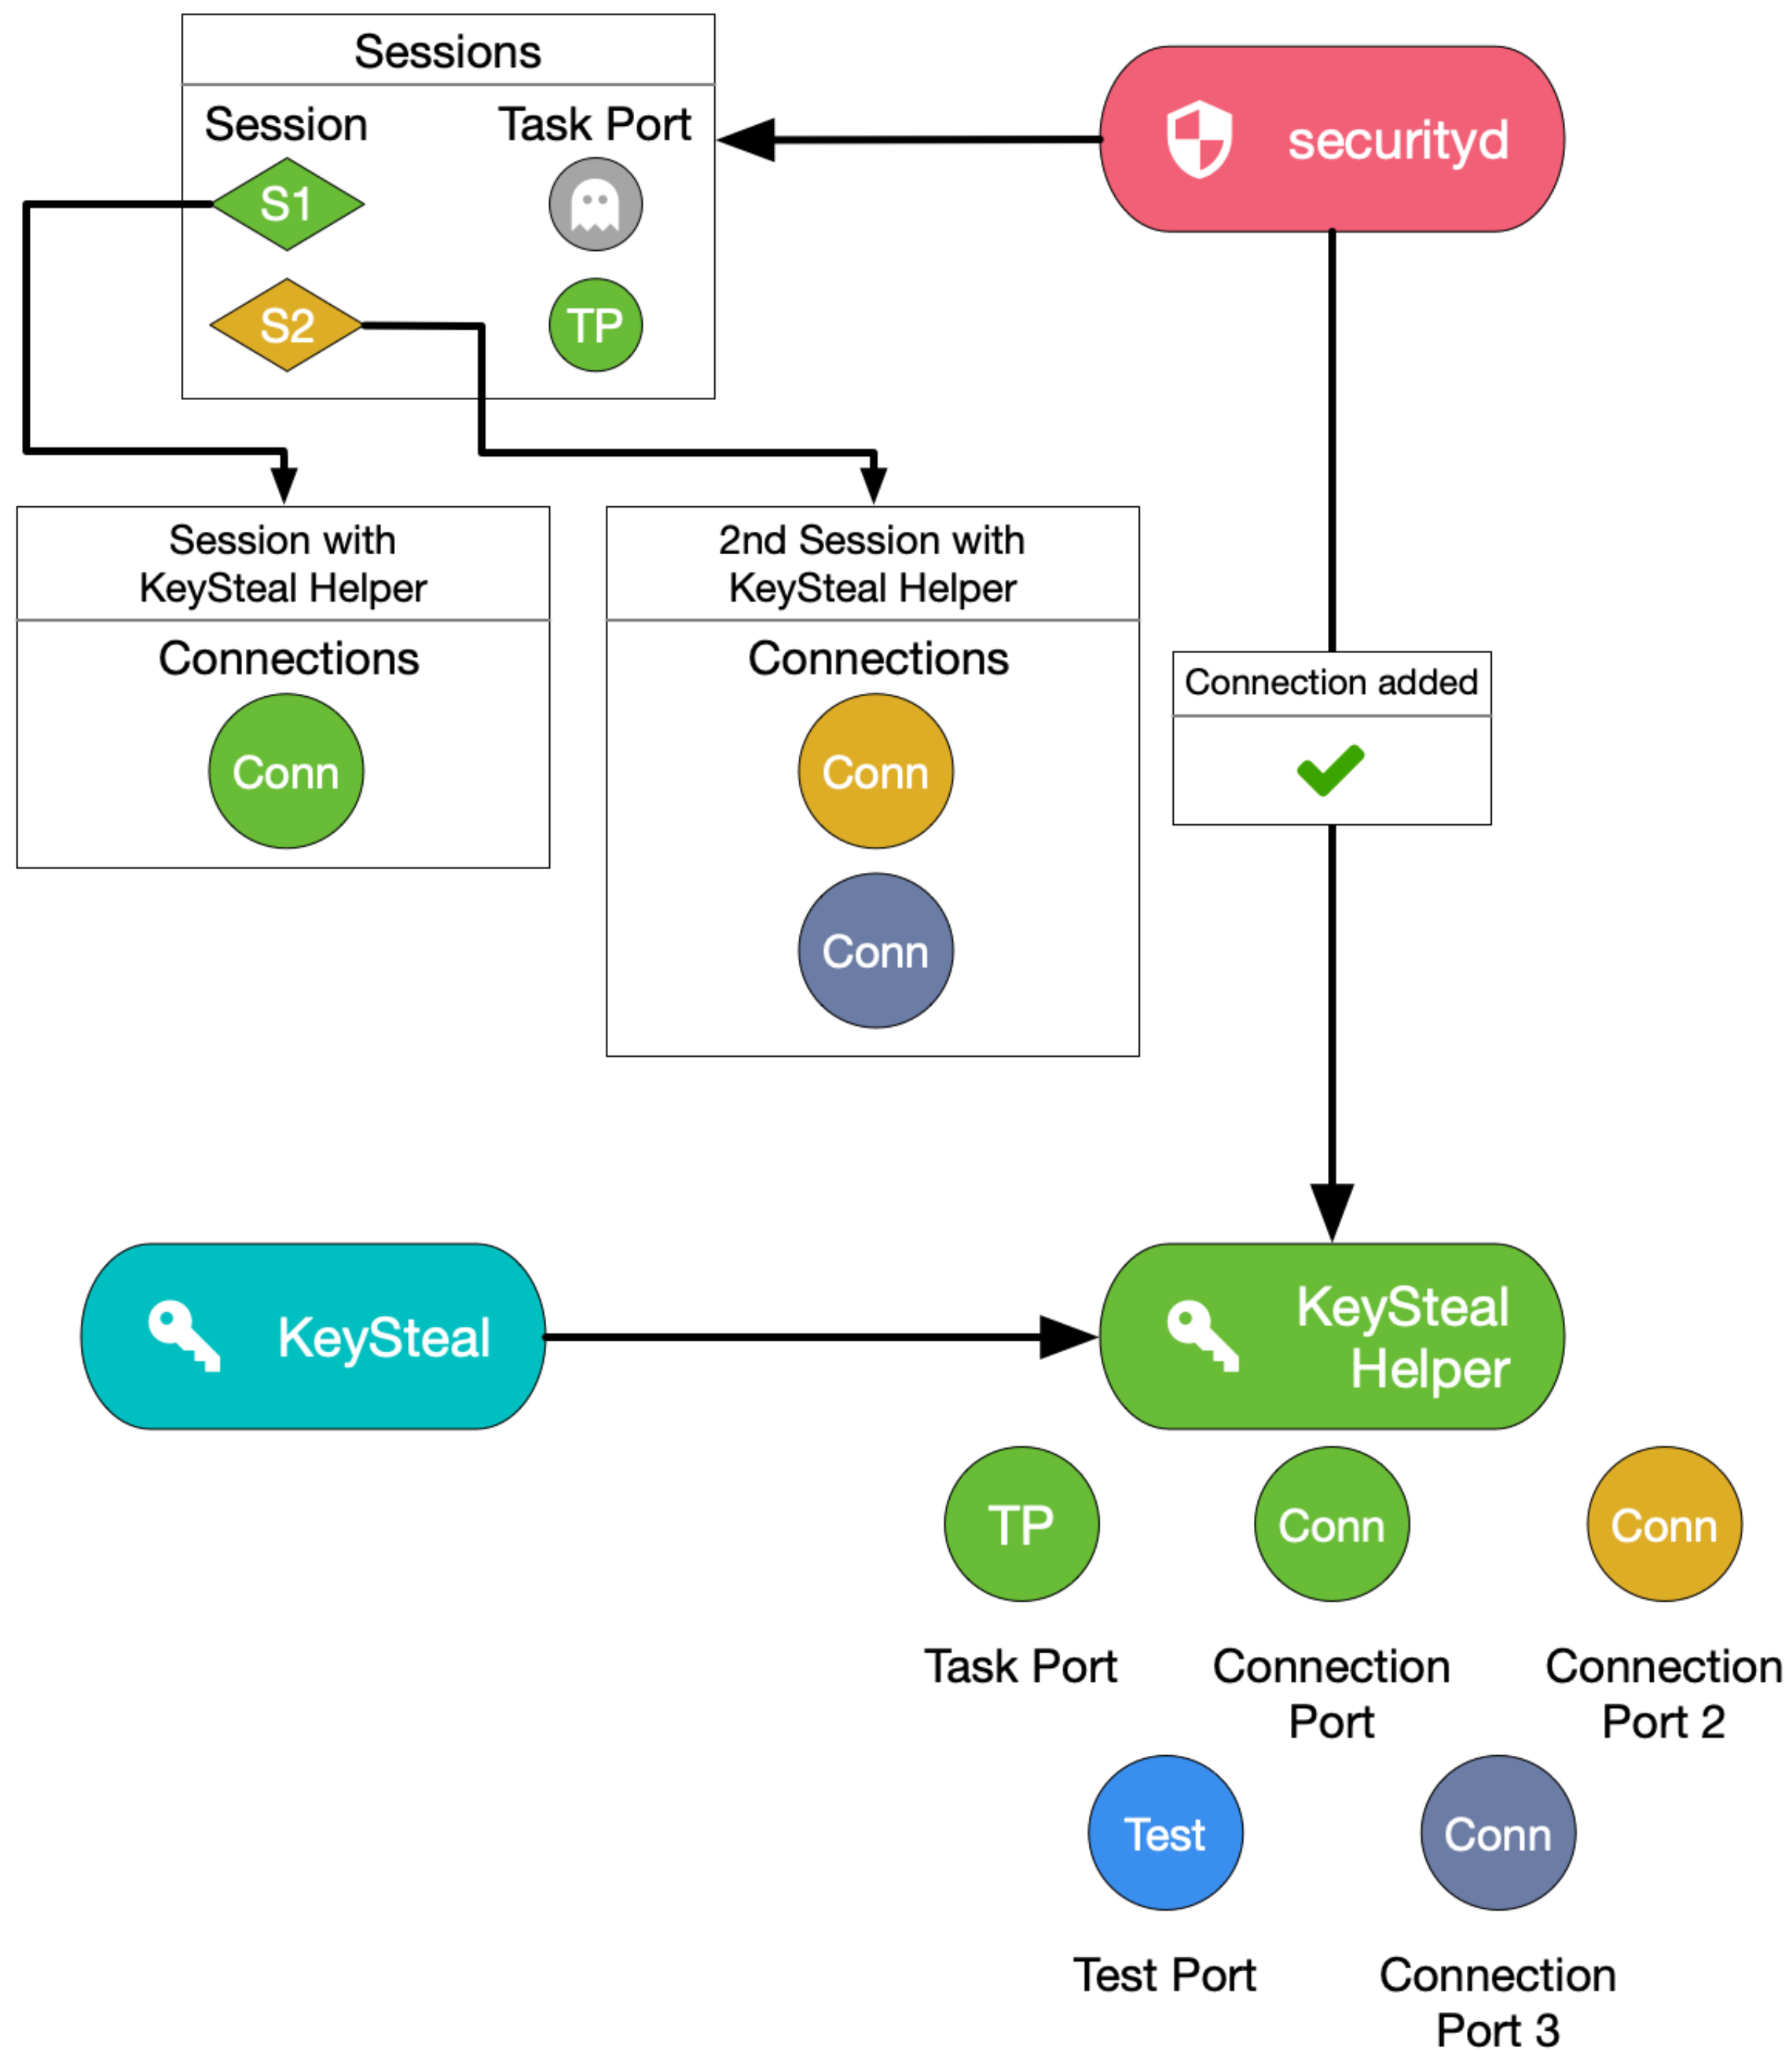 Sessions
Session
Task Port
S1
S2
TP
securityd
Session with
KeySteal Helper
Connections
Conn
2nd Session with
KeySteal Helper
Connections
Conn
Conn
Connection added
KeySteal
KeySteal
Helper
TP
Conn
Conn
Task Port
Connection
Port
Connection
Port 2
Test
Conn
Test Port
Connection
Port 3